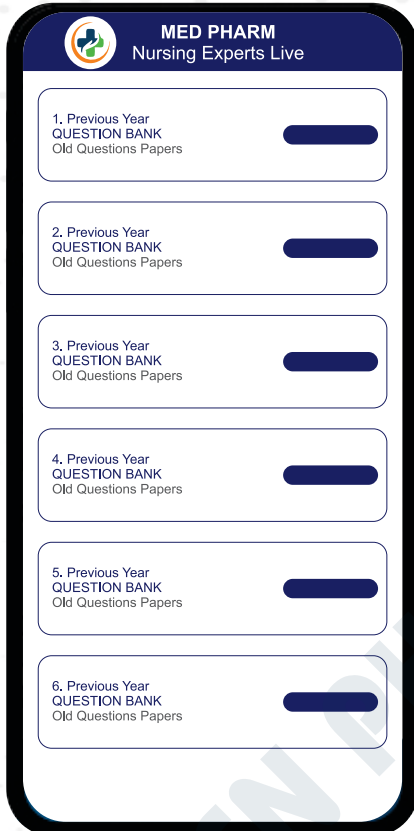 MED PHARM
Nursing Experts Live
1. Previous Year
QUESTION BANK
Old Questions Papers
2. Previous Year
QUESTION BANK
Old Questions Papers
3. Previous Year
QUESTION BANK
Old Questions Papers
4. Previous Year
QUESTION BANK
Old Questions Papers
5. Previous Year
QUESTION BANK
Old Questions Papers
6. Previous Year
QUESTION BANK
Old Questions Papers